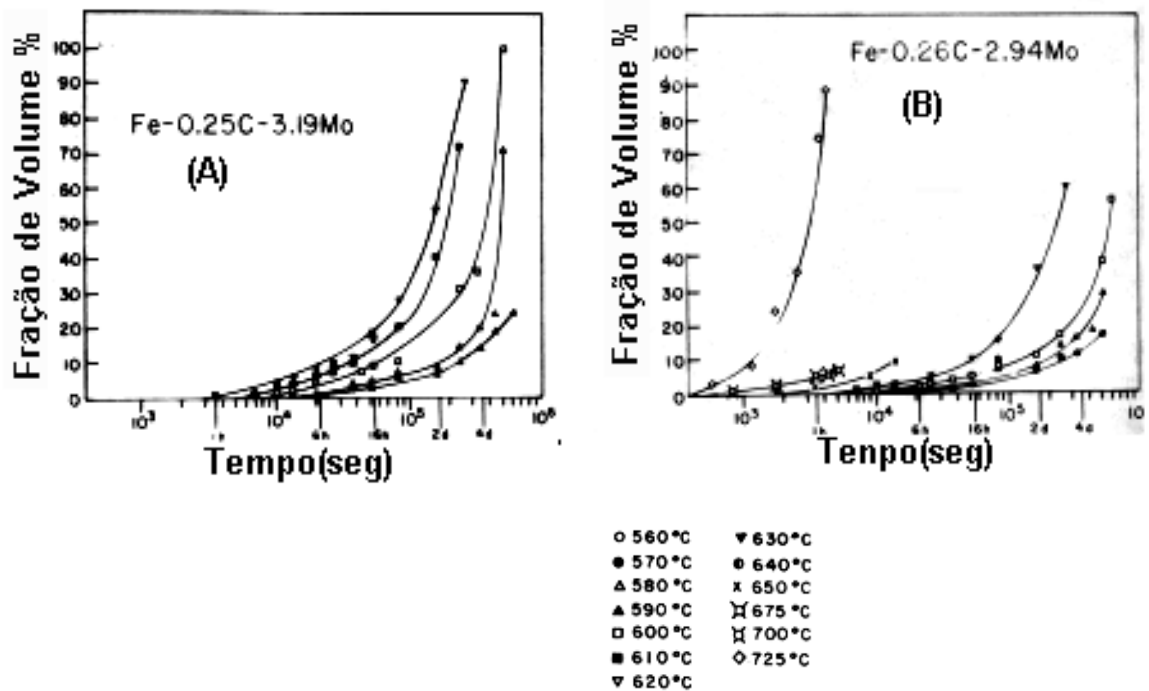 Fração de Volume %
100
90
80
70
60
50
40
30
20
10
0
Fe-0.25C-3.19Mo
(A)
10³ 10⁴ 10⁵ 10⁶
1h 6h 16h 2d 4d
Tempo(seg)
Fração de Volume %
100
90
80
70
60
50
40
30
20
10
0
Fe-0.26C-2.94Mo
(B)
10³ 10⁴ 10⁵ 10
1h 6h 16h 2d 4d
Tenpo(seg)
560°C
570°C
580°C
590°C
600°C
610°C
620°C
630°C
640°C
650°C
675°C
700°C
725°C